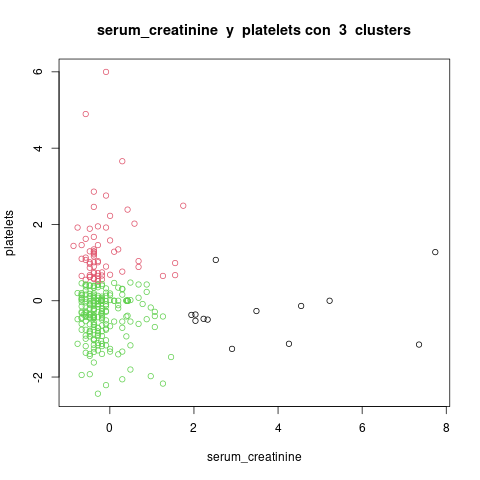 serum_creatinine y platelets con 3 clusters
platelets
6
4
2
0
-2
0 2 4 6 8
serum_creatinine